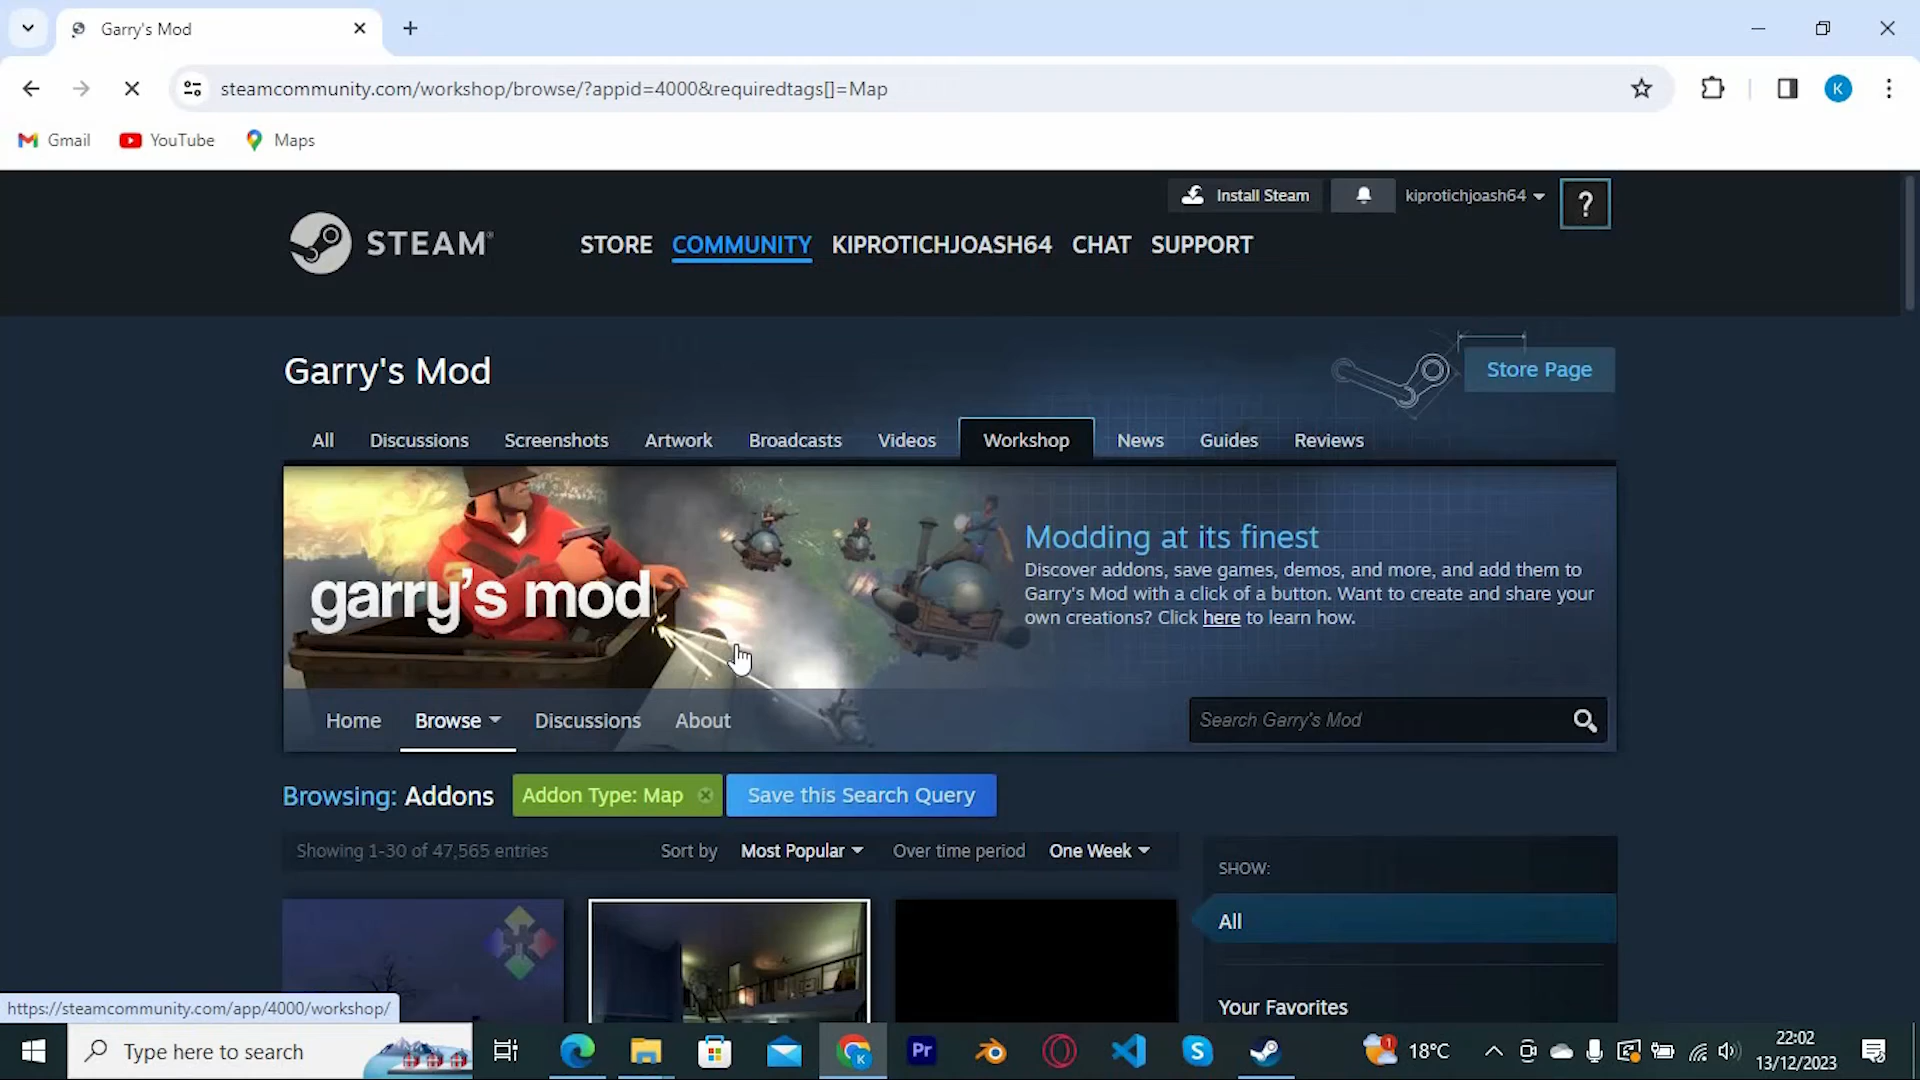 Garry's Mod
steamcommunity.com/workshop/browse/?appid=4000&requiredtags[]=Map
K
Gmail YouTube Maps
Install Steam kiprotichjoash64 ?
STEAM® STORE COMMUNITY KIPROTICHJOASH64 CHAT SUPPORT
Garry's Mod
Store Page
All Discussions Screenshots Artwork Broadcasts Videos Workshop News Guides Reviews
garry's mod
Modding at its finest
Discover addons, save games, demos, and more, and add them to
Garry's Mod with a click of a button. Want to create and share your
own creations? Click here to learn how.
Home Browse Discussions About Search Garry's Mod
Browsing: Addons Addon Type: Map Save this Search Query
Showing 1-30 of 47,565 entries Sort by Most Popular Over time period One Week
SHOW:
All
Your Favorites
https://steamcommunity.com/app/4000/workshop/
Type here to search
K
Pr
1
18°C
22:02
13/12/2023